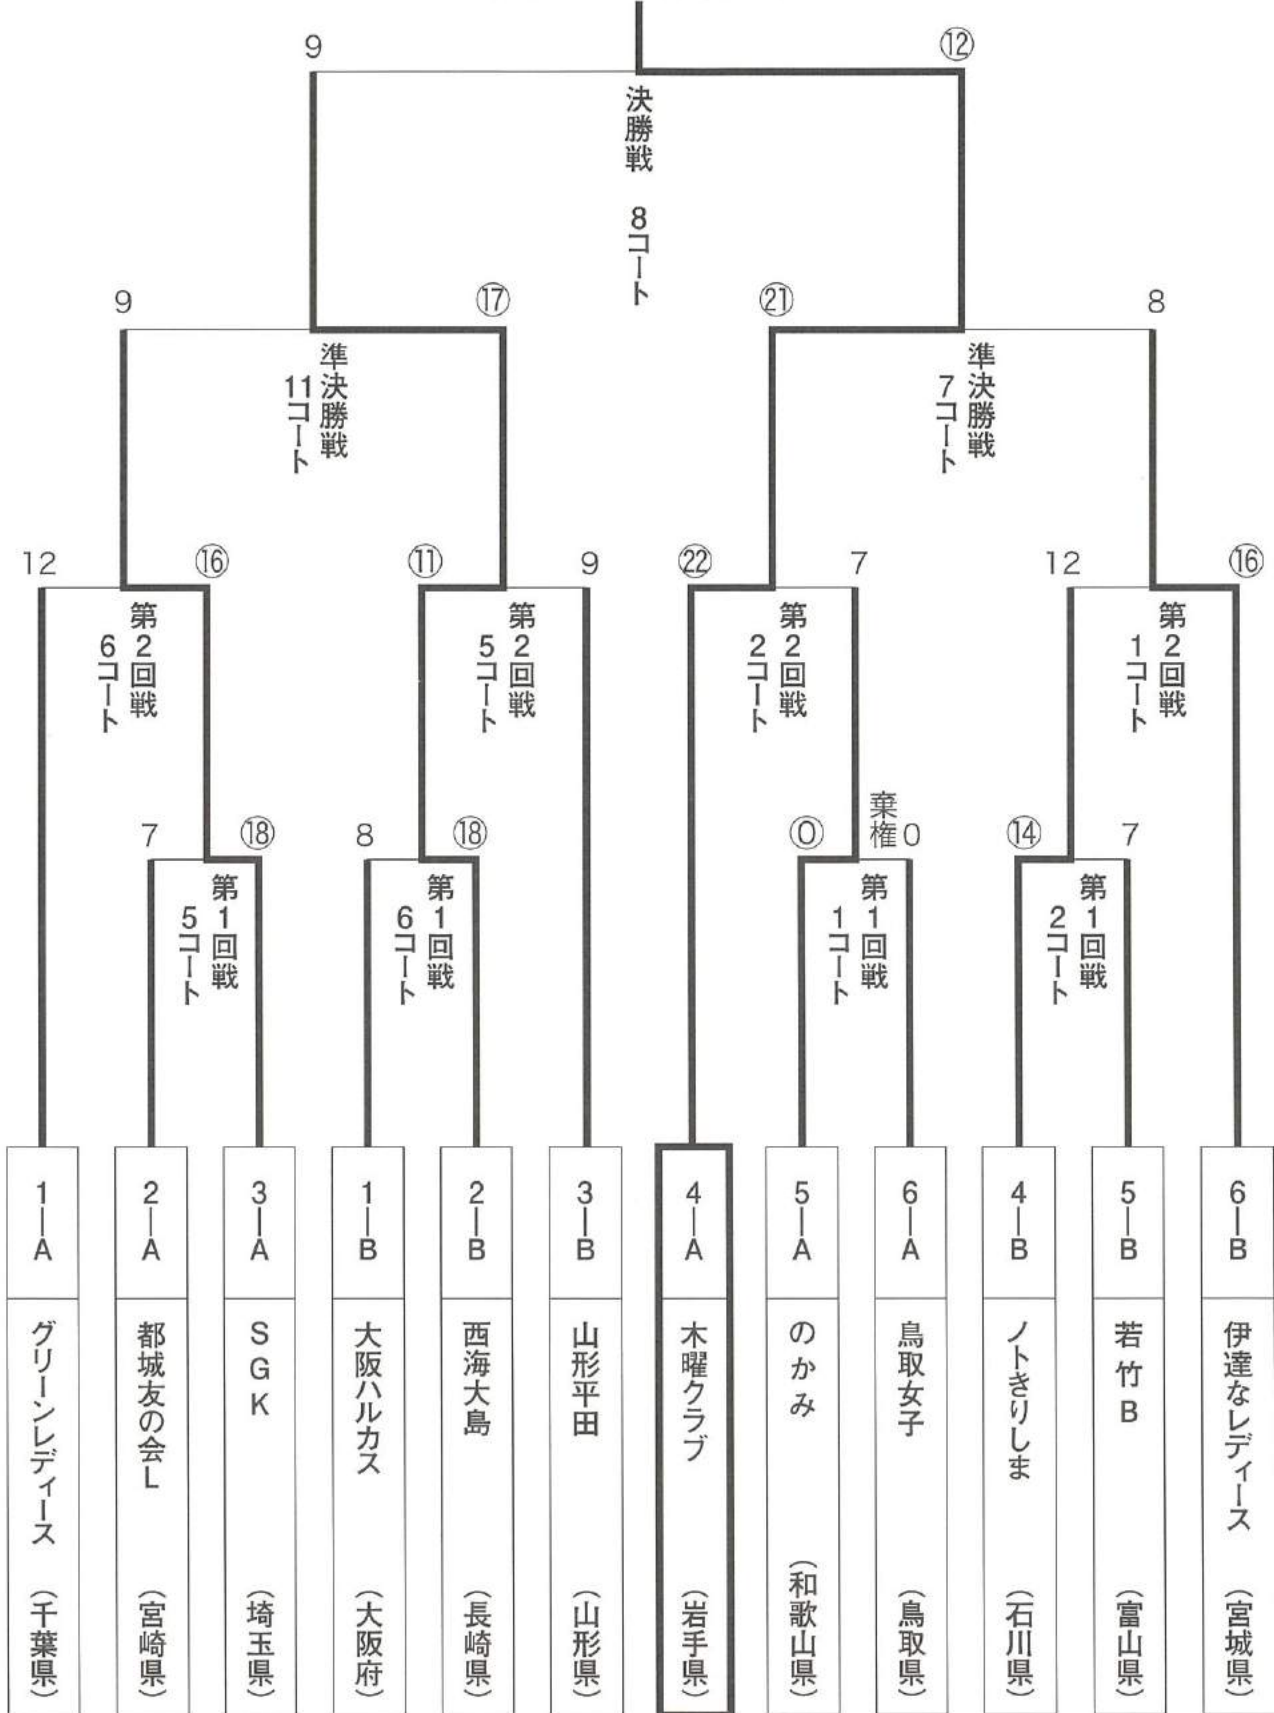 9
⑫
決勝戦 8コート
9
⑰
㉑
8
準決勝戦
11コート
準決勝戦
7コート
12
⑯
⑪
9
㉒
7
12
⑯
第2回戦
6コート
第2回戦
5コート
第2回戦
2コート
第2回戦
1コート
7
⑱
8
⑱
⓪
棄権
0
⑭
7
第1回戦
5コート
第1回戦
6コート
第1回戦
1コート
第1回戦
2コート
1―A グリーンレディース (千葉県)
2―A 都城友の会L (宮崎県)
3―A SGK (埼玉県)
1―B 大阪ハルカス (大阪府)
2―B 西海大島 (長崎県)
3―B 山形平田 (山形県)
4―A 木曜クラブ (岩手県)
5―A のかみ (和歌山県)
6―A 鳥取女子 (鳥取県)
4―B ノトきりしま (石川県)
5―B 若竹B (富山県)
6―B 伊達なレディース (宮城県)